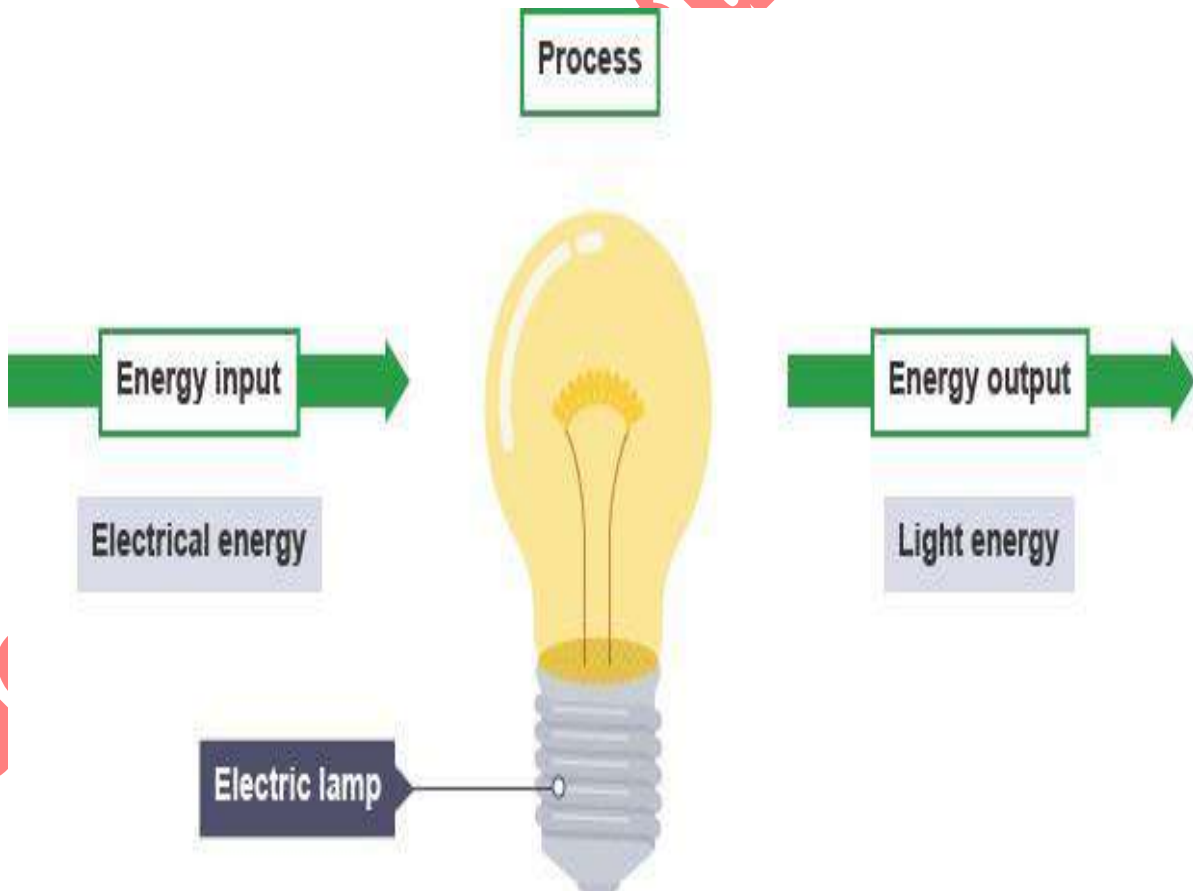 Process
Energy input
Energy output
Electrical energy
Light energy
Electric lamp